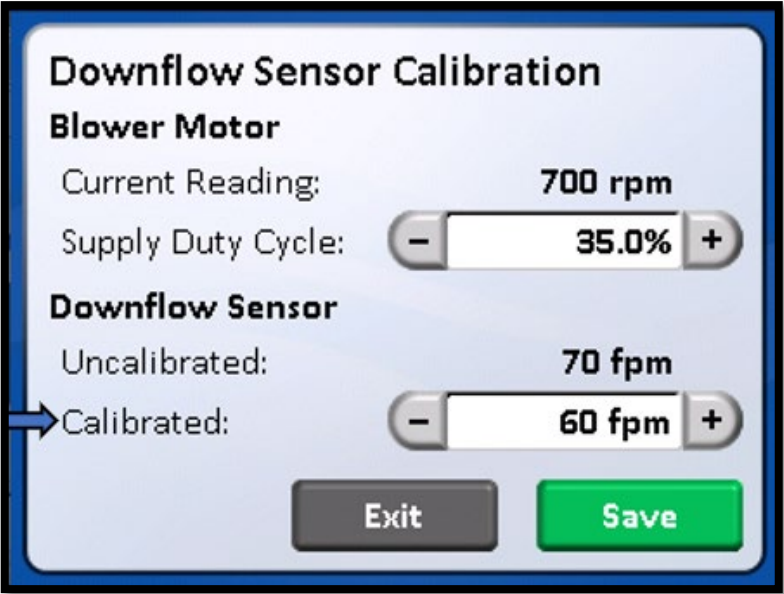 Downflow Sensor Calibration
Blower Motor
Current Reading: 700 rpm
Supply Duty Cycle: - 35.0% +
Downflow Sensor
Uncalibrated: 70 fpm
Calibrated: - 60 fpm +
Exit Save